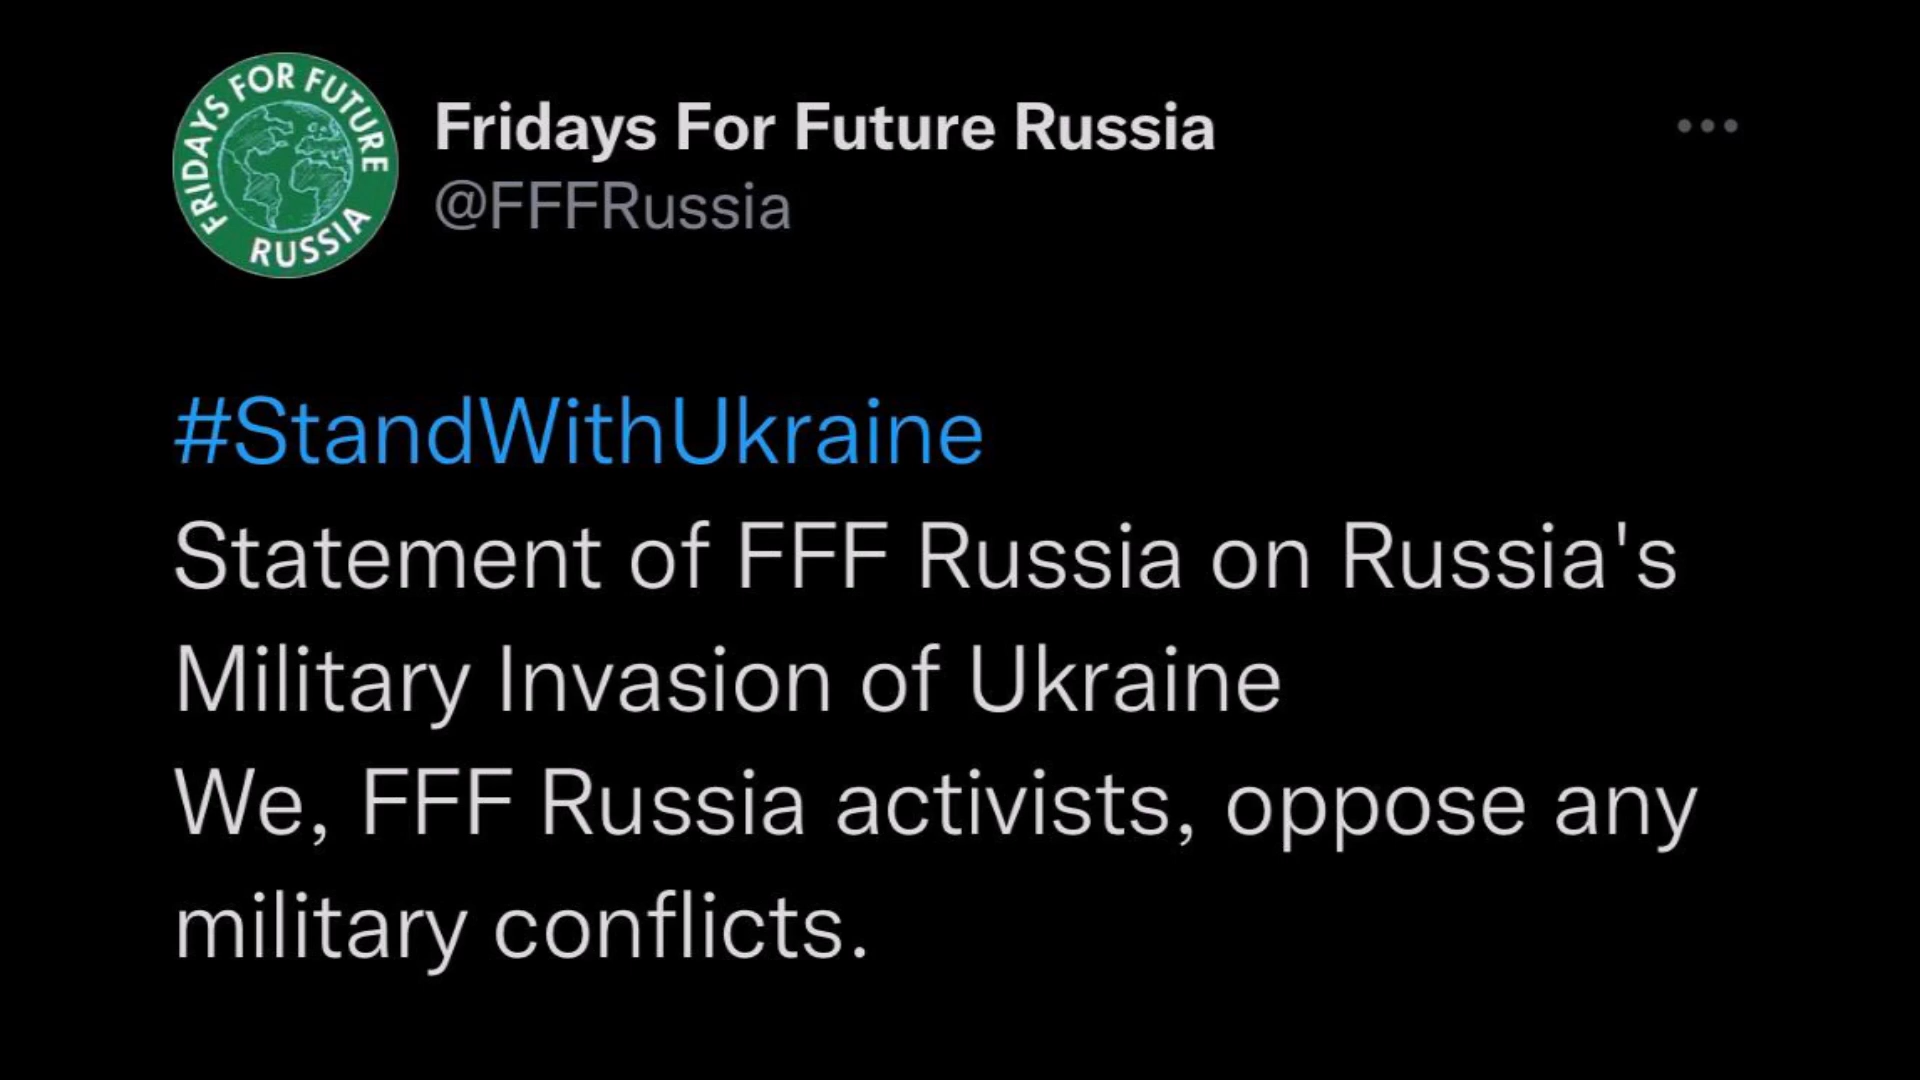 FRIDAYS FOR FUTURE
RUSSIA
Fridays For Future Russia
@FFFRussia
#StandWithUkraine
Statement of FFF Russia on Russia's
Military Invasion of Ukraine
We, FFF Russia activists, oppose any
military conflicts.